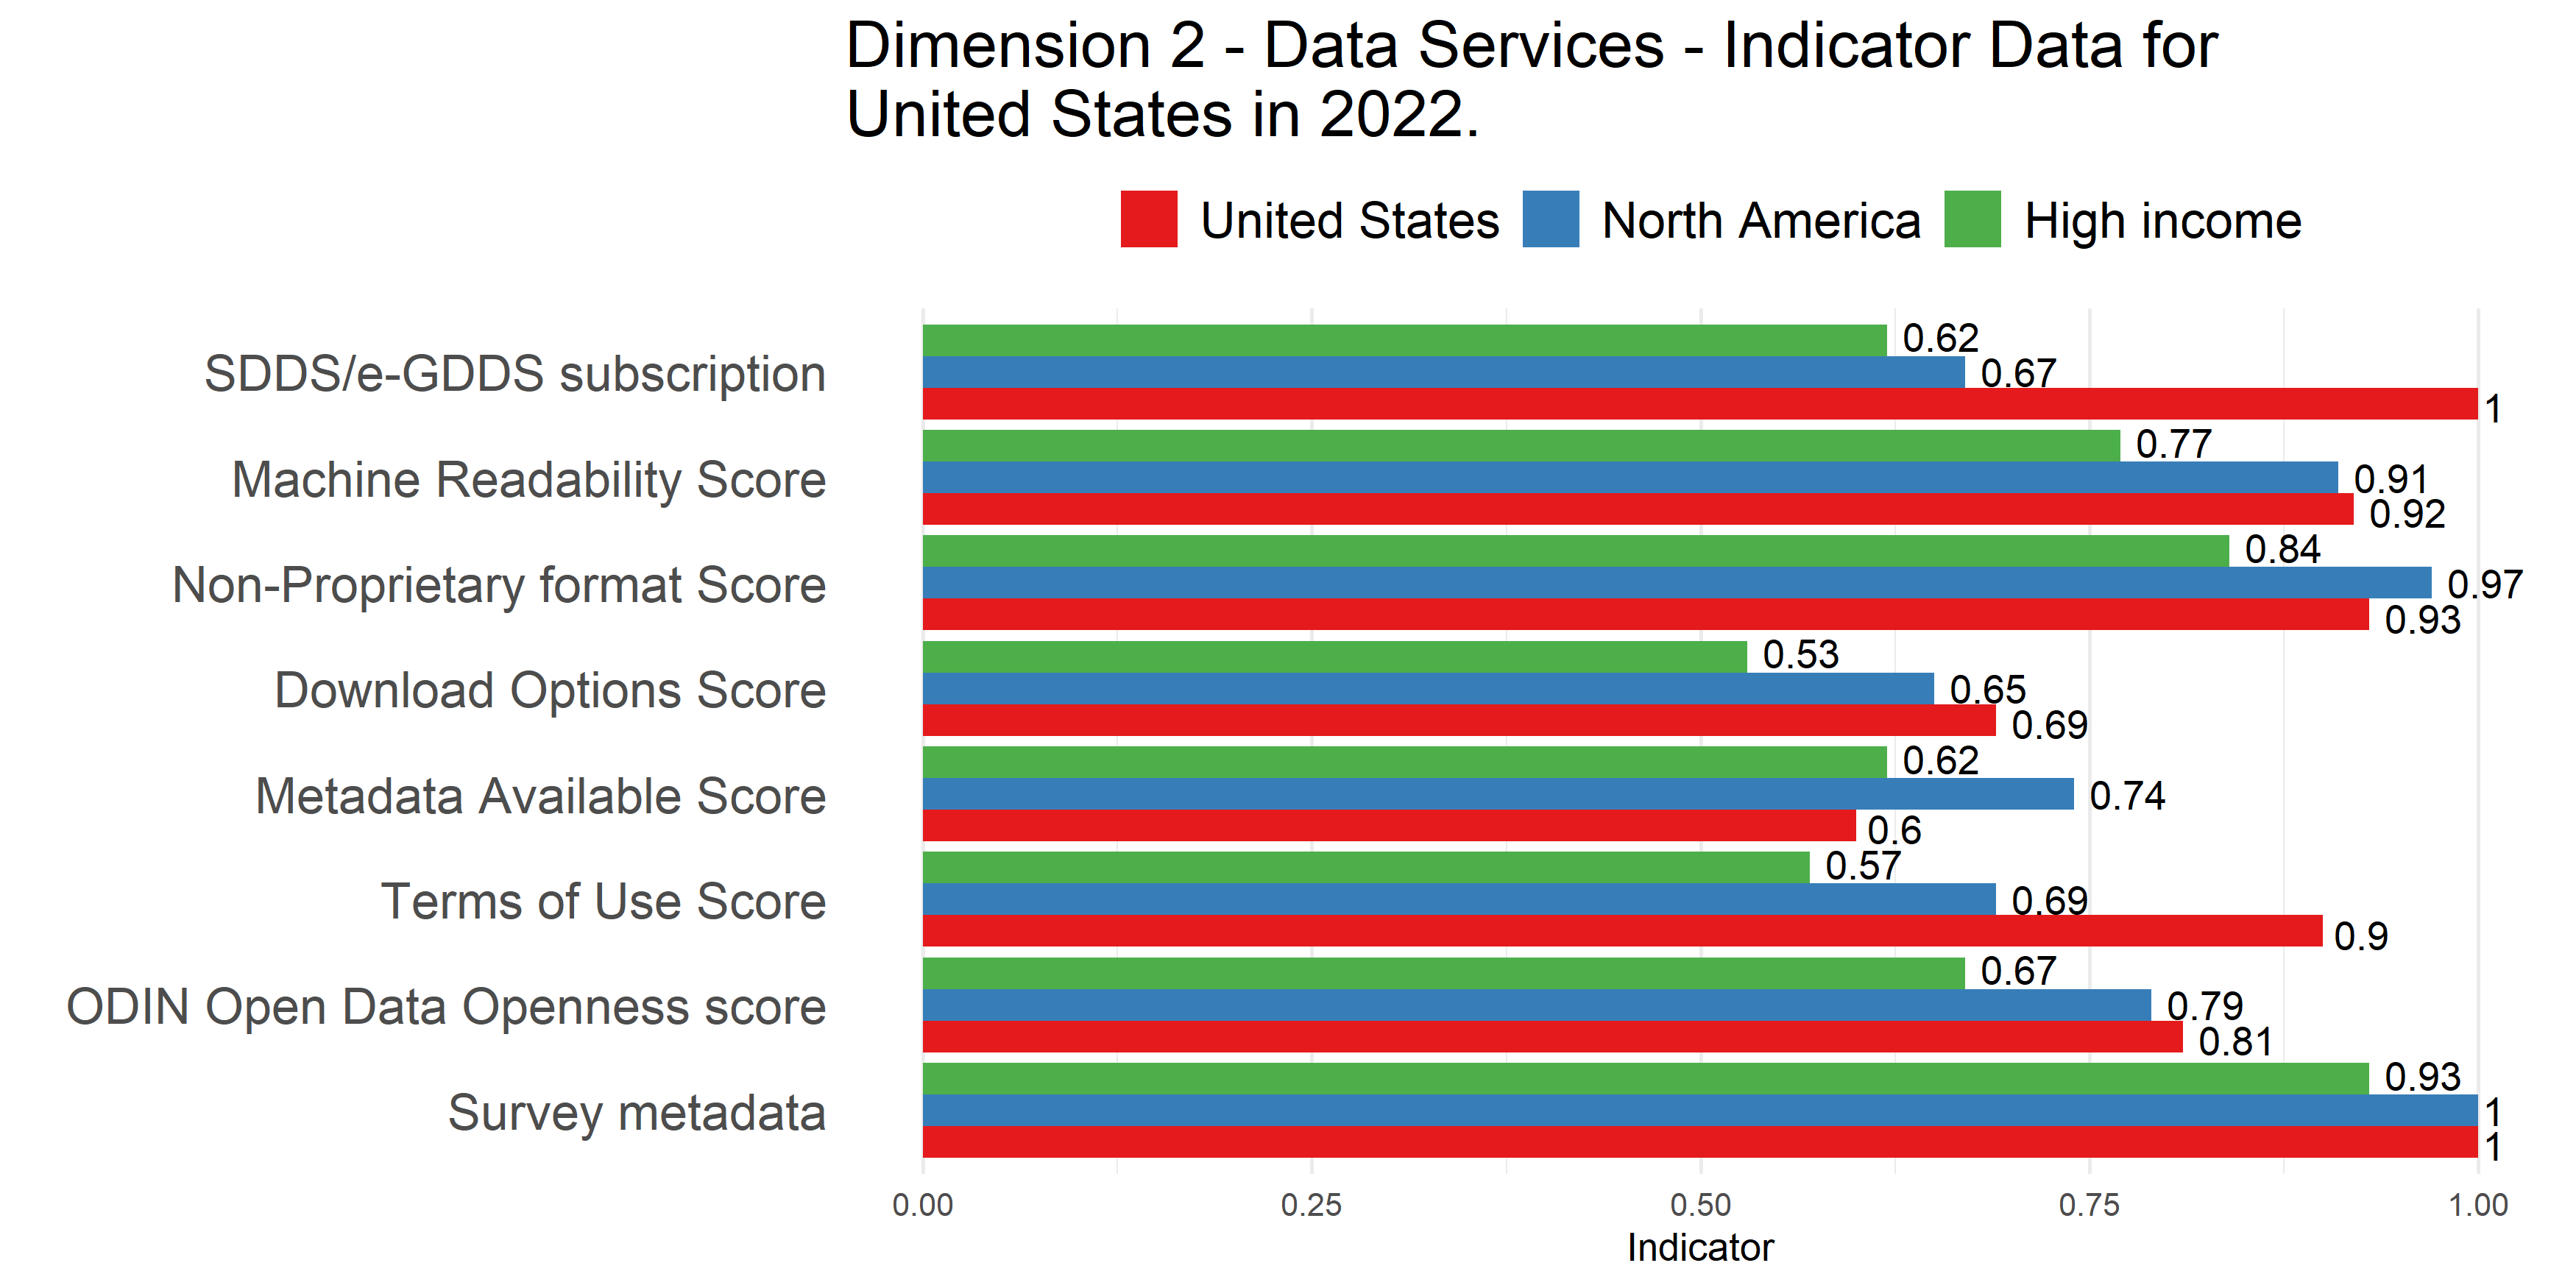 Dimension 2 - Data Services - Indicator Data for
United States in 2022.
United States North America High income
SDDS/e-GDDS subscription
0.62
0.67
1
Machine Readability Score
0.77
0.91
0.92
Non-Proprietary format Score
0.84
0.97
0.93
Download Options Score
0.53
0.65
0.69
Metadata Available Score
0.62
0.74
0.6
Terms of Use Score
0.57
0.69
0.9
ODIN Open Data Openness score
0.67
0.79
0.81
Survey metadata
0.93
1
1
0.00 0.25 0.50 0.75 1.00
Indicator